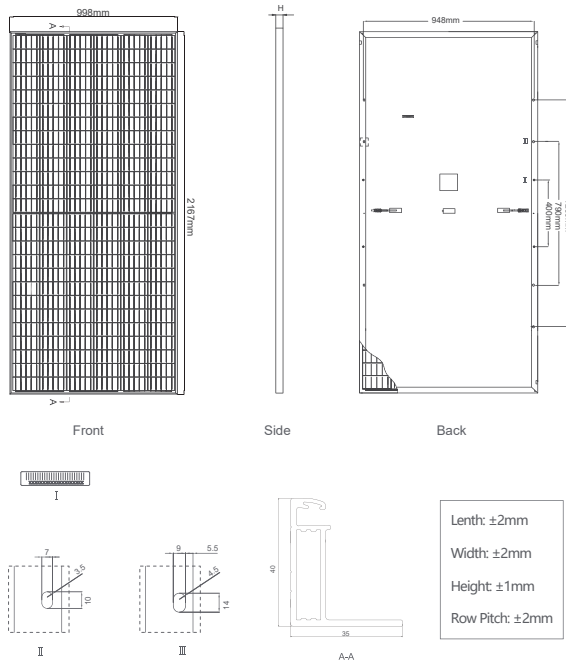 998mm
A
H
948mm
2167mm
III
II
790mm
400mm
A
Front
Side
Back
I
7
3.5
10
II
9
5.5
4.5
14
III
40
35
A-A
Lenth: ±2mm
Width: ±2mm
Height: ±1mm
Row Pitch: ±2mm